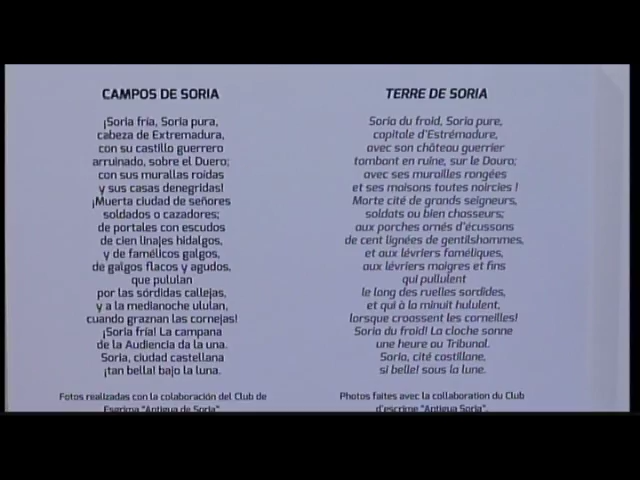 CAMPOS DE SORIA
¡Soria fría, Soria pura,
cabeza de Extremadura,
con su castillo guerrero
arruinado, sobre el Duero;
con sus murallas roídas
y sus casas denegridas!
¡Muerta ciudad de señores
soldados o cazadores;
de portales con escudos
de cien linajes hidalgos,
y de famélicos galgos,
de galgos flacos y agudos,
que pululan
por las sórdidas callejas,
y a la medianoche ululan,
cuando graznan las cornejas!
¡Soria fría! La campana
de la Audiencia da la una.
Soria, ciudad castellana
¡tan bella! bajo la luna.
Fotos realizadas con la colaboración del Club de
Esgrima "Antigua de Soria".
TERRE DE SORIA
Soria du froid, Soria pure,
capitale d'Estrémadure,
avec son château guerrier
tombant en ruine, sur le Douro;
avec ses murailles rongées
et ses maisons toutes noircies !
Morte cité de grands seigneurs,
soldats ou bien chasseurs;
aux porches ornés d'écussons
de cent lignées de gentilshommes,
et aux lévriers faméliques,
aux lévriers maigres et fins
qui pullulent
le long des ruelles sordides,
et qui à la minuit hululent,
lorsque croassent les corneilles!
Soria du froid! La cloche sonne
une heure au Tribunal.
Soria, cité castillane,
si belle! sous la lune.
Photos faites avec la collaboration du Club
d'escrime "Antigua Soria".